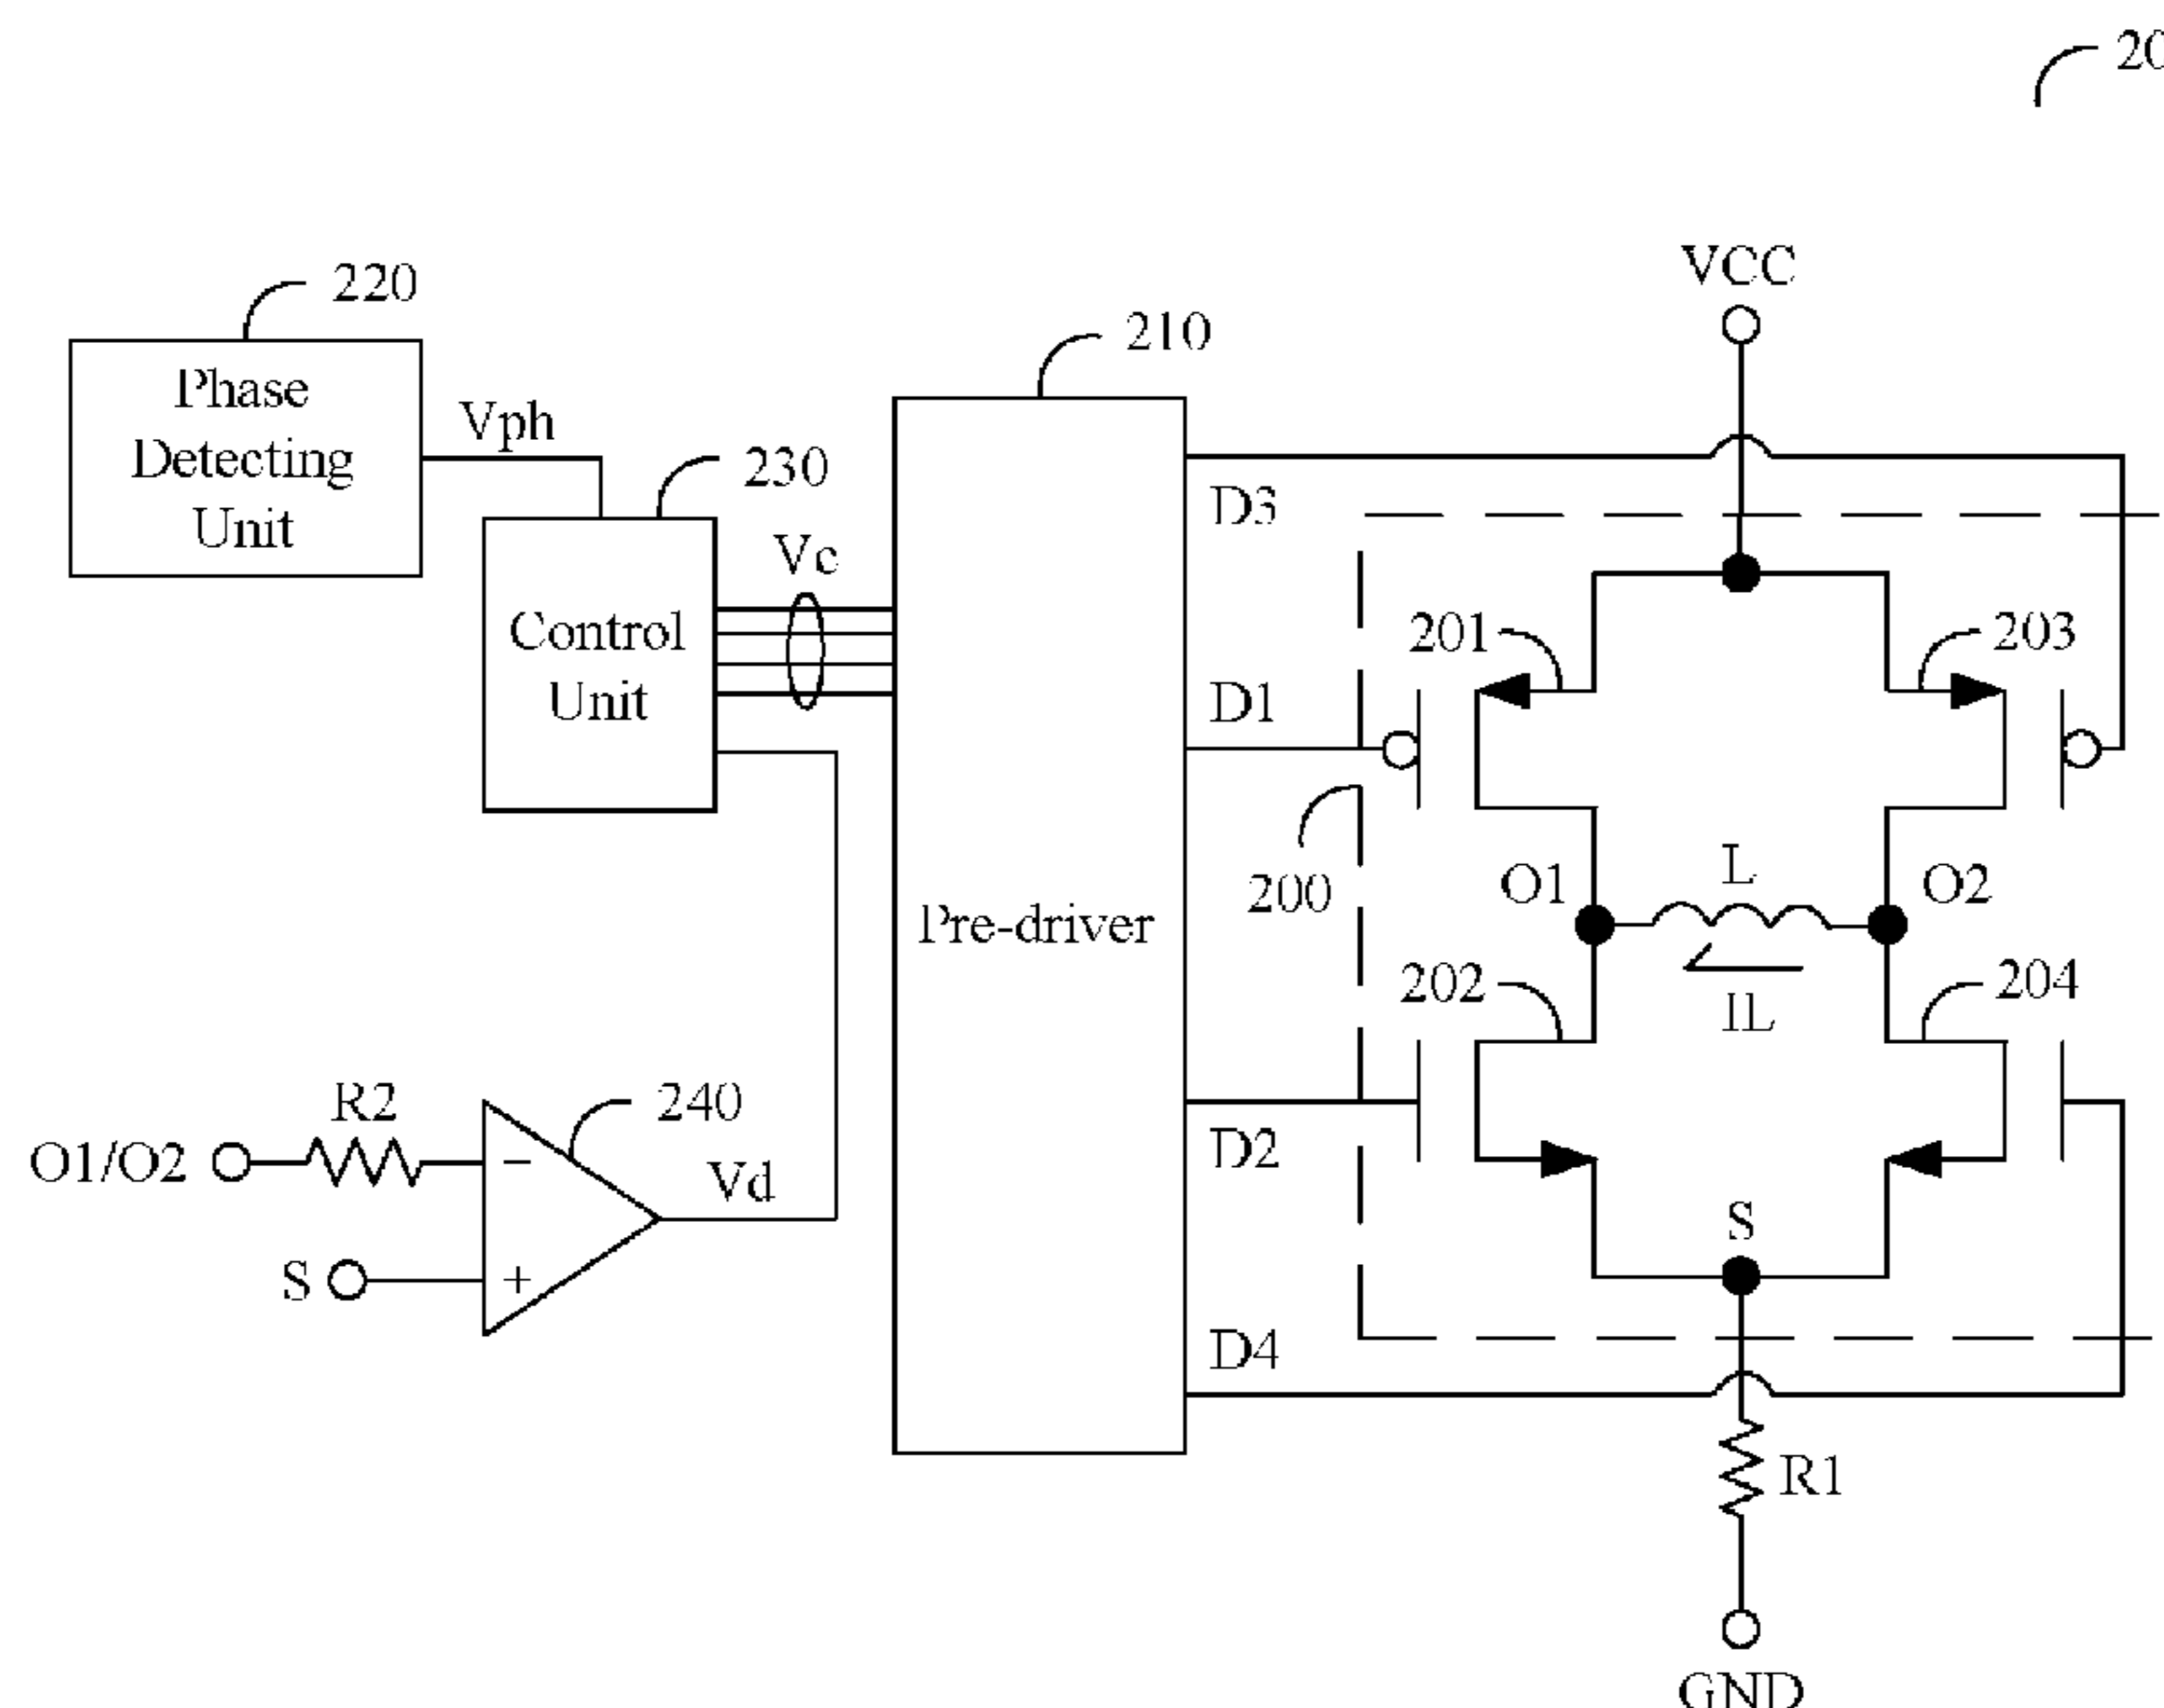 220
Phase
Detecting
Unit
Vph
230
Control
Unit
Vc
210
Pre-driver
O1/O2
R2
240
S
−
+
Vd
D3
D1
D2
D4
200
VCC
201
203
O1
L
O2
IL
202
204
S
R1
GND